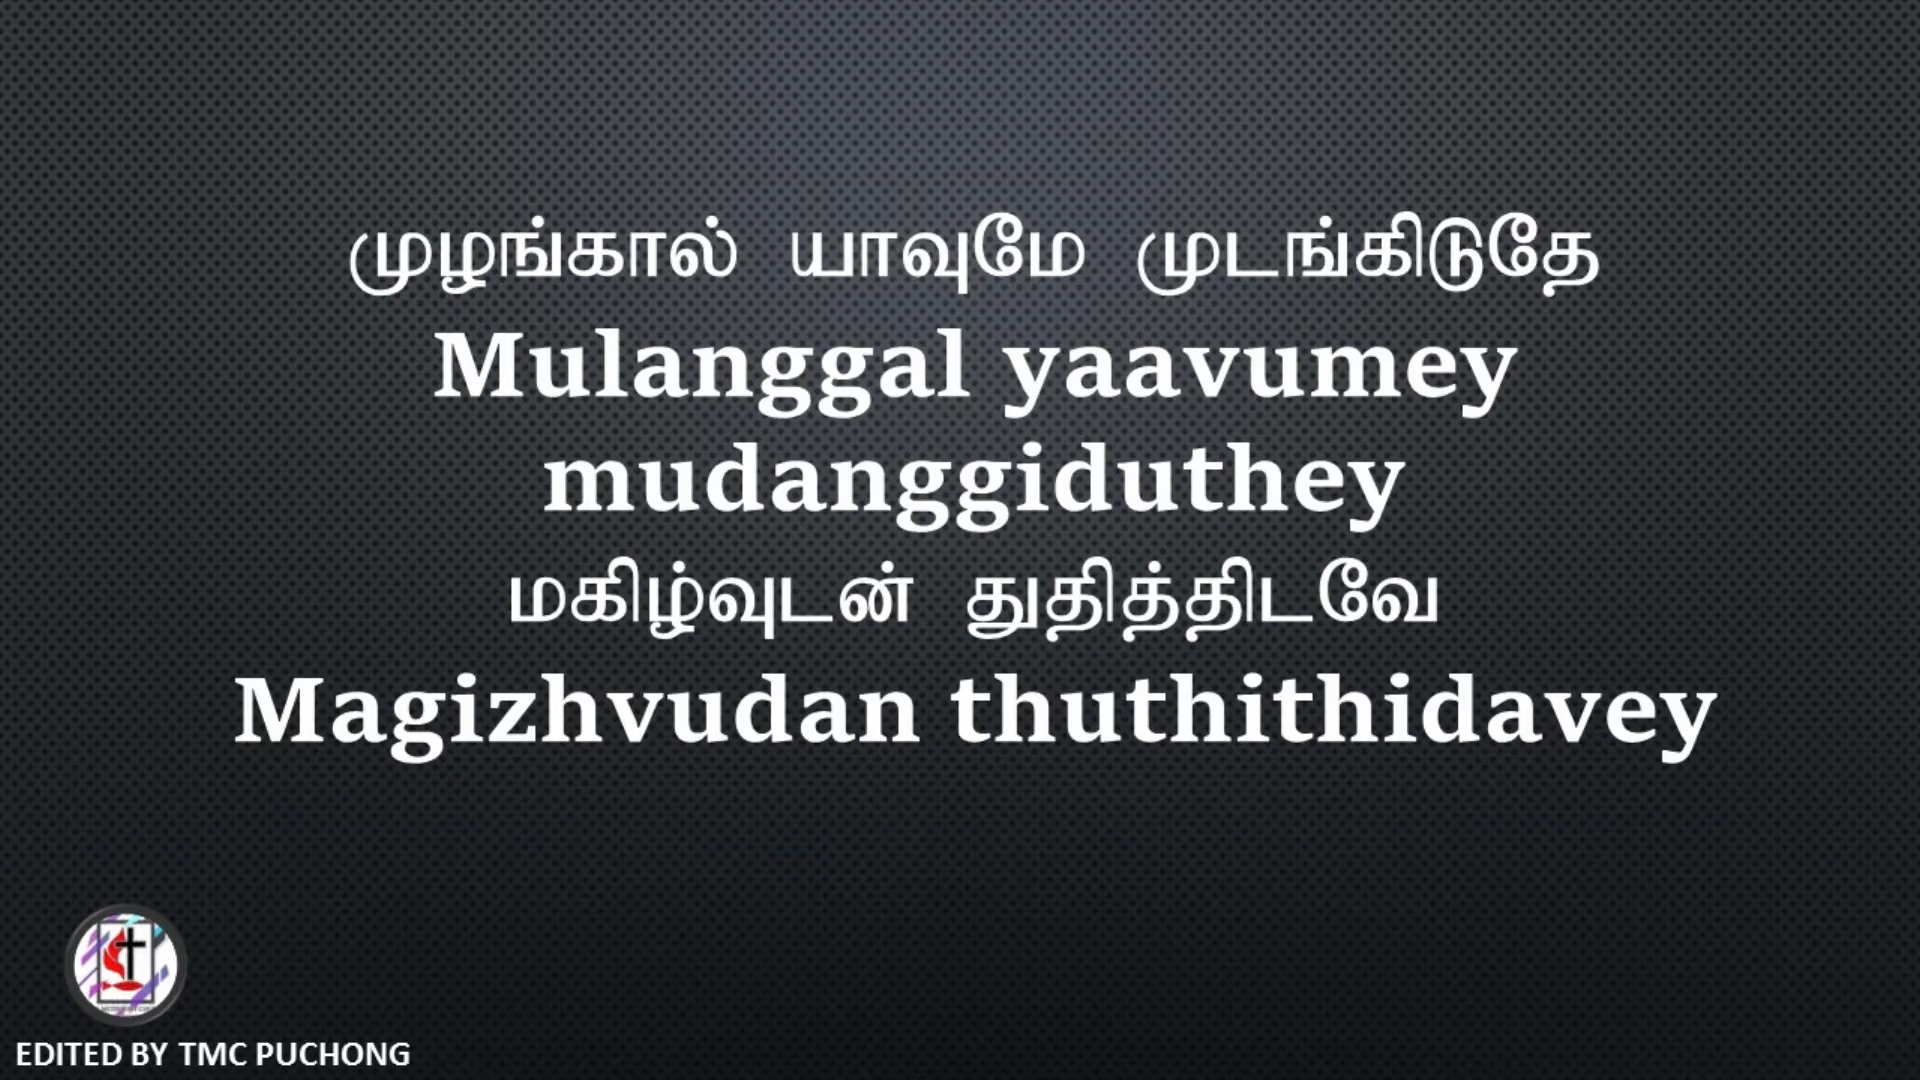 முழங்கால் யாவுமே முடங்கிடுதே
Mulanggal yaavumey
mudanggiduthey
மகிழ்வுடன் துதித்திடவே
Magizhvudan thuthithidavey
EDITED BY TMC PUCHONG